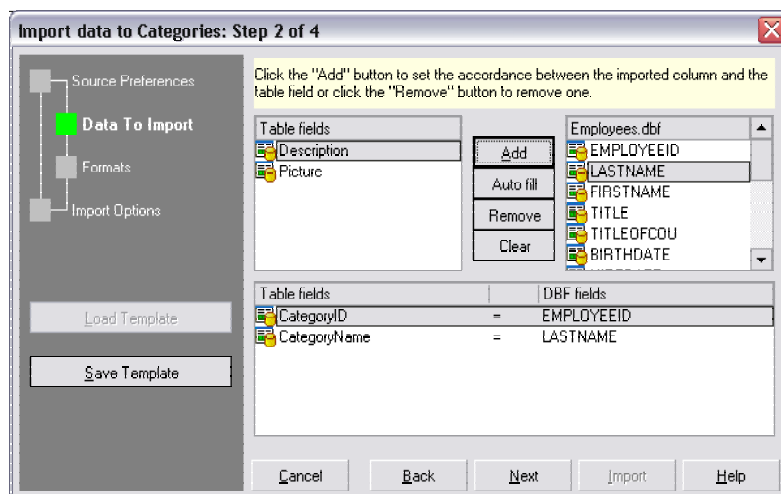 Import data to Categories: Step 2 of 4
Source Preferences
Data To Import
Formats
Import Options
Load Template
Save Template
Click the "Add" button to set the accordance between the imported column and the
table field or click the "Remove" button to remove one.
Table fields
Description
Picture
Add
Auto fill
Remove
Clear
Employees.dbf
EMPLOYEEID
LASTNAME
FIRSTNAME
TITLE
TITLEOFCOU
BIRTHDATE
Table fields DBF fields
CategoryID = EMPLOYEEID
CategoryName = LASTNAME
Cancel Back Next Import Help